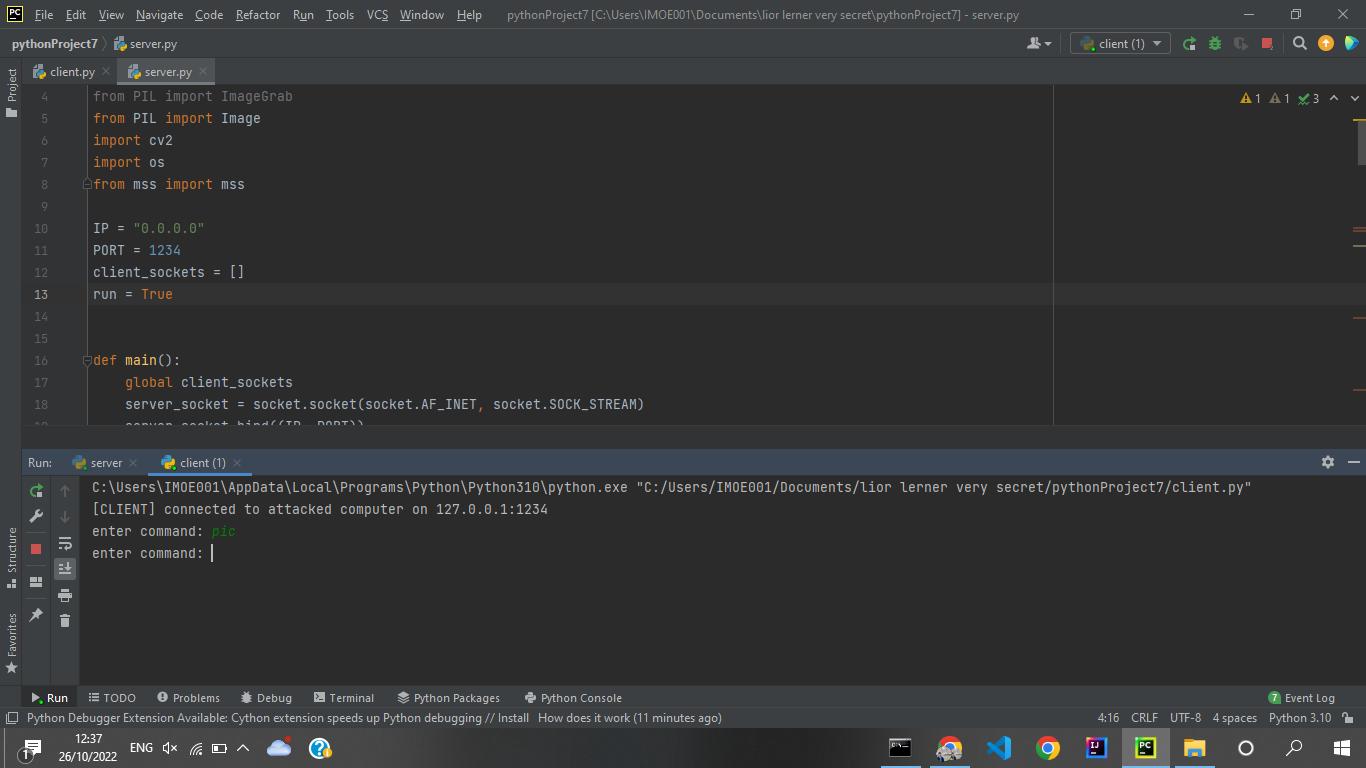 PC File Edit View Navigate Code Refactor Run Tools VCS Window Help pythonProject7 [C:\Users\IMOE001\Documents\lior lerner very secret\pythonProject7] - server.py
pythonProject7 server.py client (1)
client.py server.py
Project
4 from PIL import ImageGrab
1 1 3
5 from PIL import Image
6 import cv2
7 import os
8 from mss import mss
9
10 IP = "0.0.0.0"
11 PORT = 1234
12 client_sockets = []
13 run = True
14
15
16 def main():
17 global client_sockets
18 server_socket = socket.socket(socket.AF_INET, socket.SOCK_STREAM)
19 server_socket.bind((IP, PORT))
Run: server client (1)
C:\Users\IMOE001\AppData\Local\Programs\Python\Python310\python.exe "C:/Users/IMOE001/Documents/lior lerner very secret/pythonProject7/client.py"
[CLIENT] connected to attacked computer on 127.0.0.1:1234
enter command: pic
enter command:
Structure
Favorites
Run TODO Problems Debug Terminal Python Packages Python Console 7 Event Log
Python Debugger Extension Available: Cython extension speeds up Python debugging // Install How does it work (11 minutes ago) 4:16 CRLF UTF-8 4 spaces Python 3.10
1 12:37 ENG IJ PC
26/10/2022